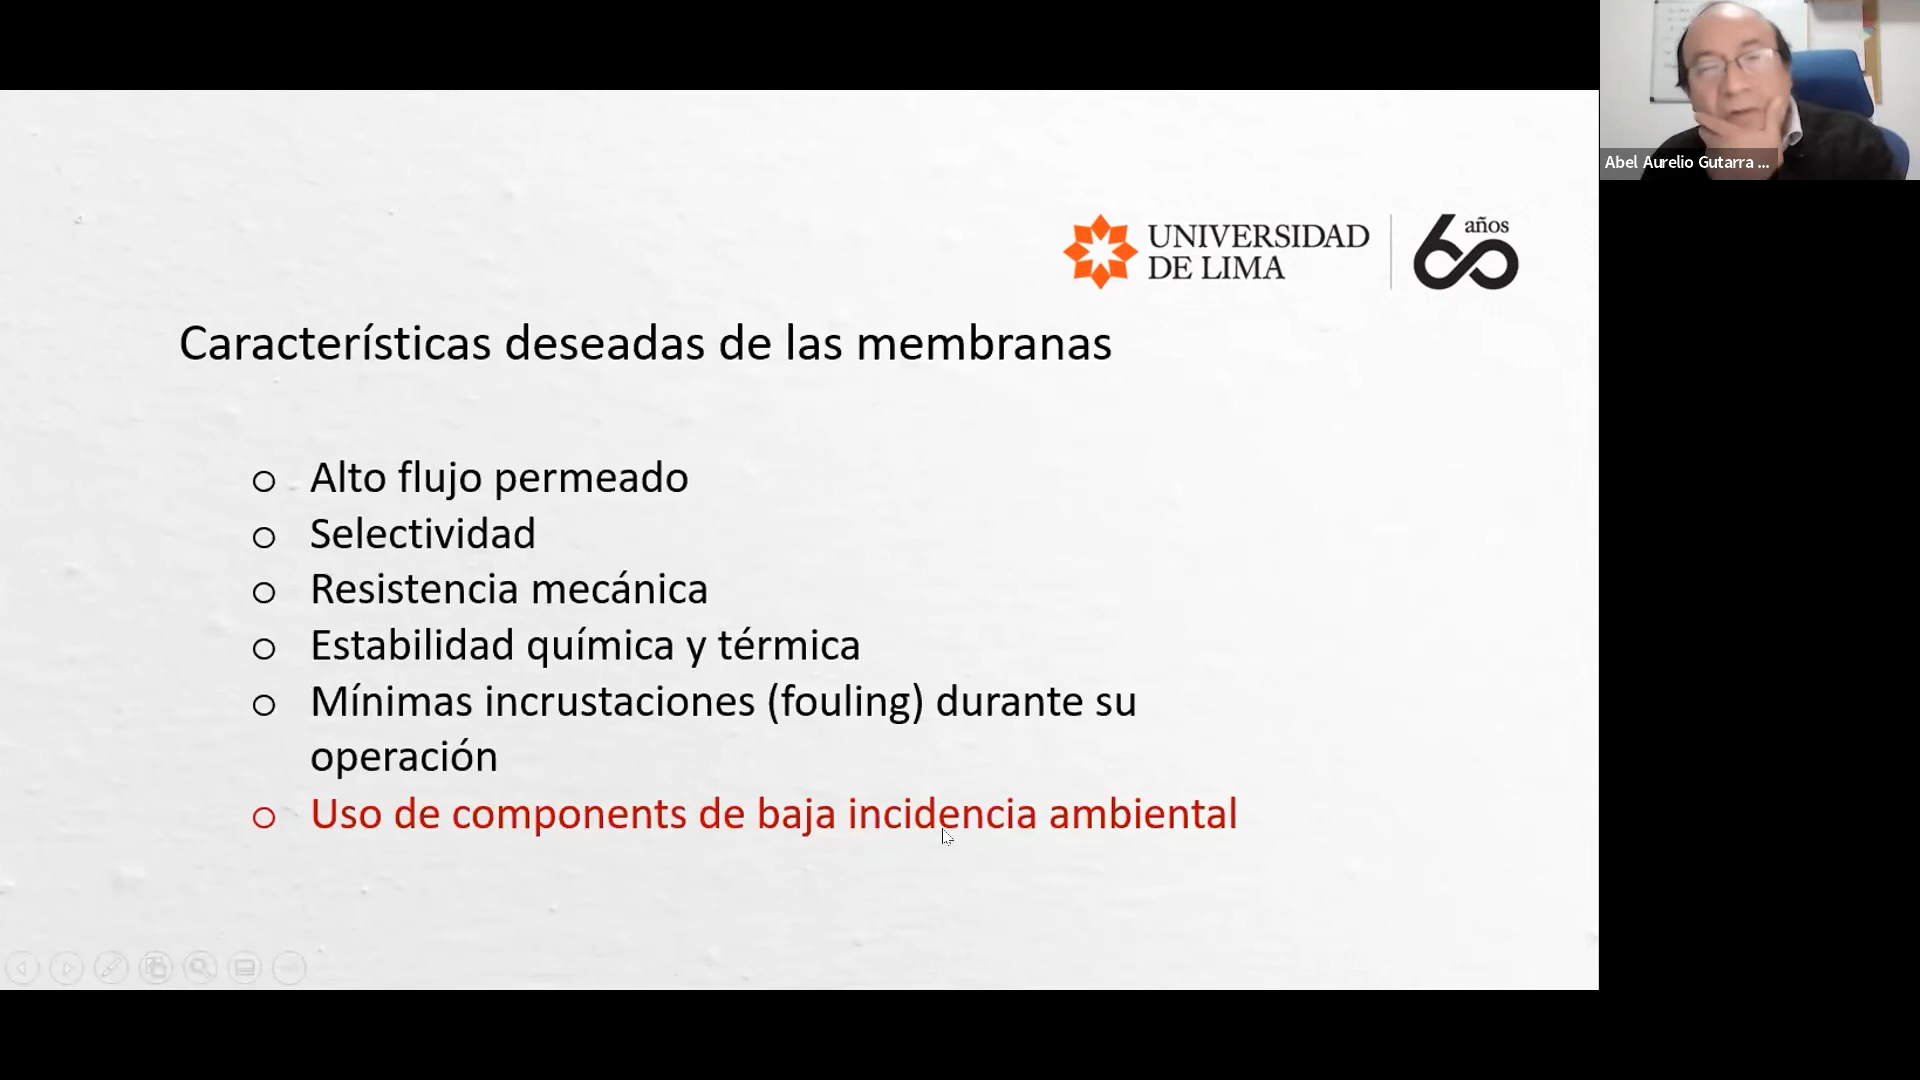 Abel Aurelio Gutarra ...
UNIVERSIDAD
DE LIMA
60
años
Características deseadas de las membranas
Alto flujo permeado
Selectividad
Resistencia mecánica
Estabilidad química y térmica
Mínimas incrustaciones (fouling) durante su
operación
Uso de components de baja incidencia ambiental